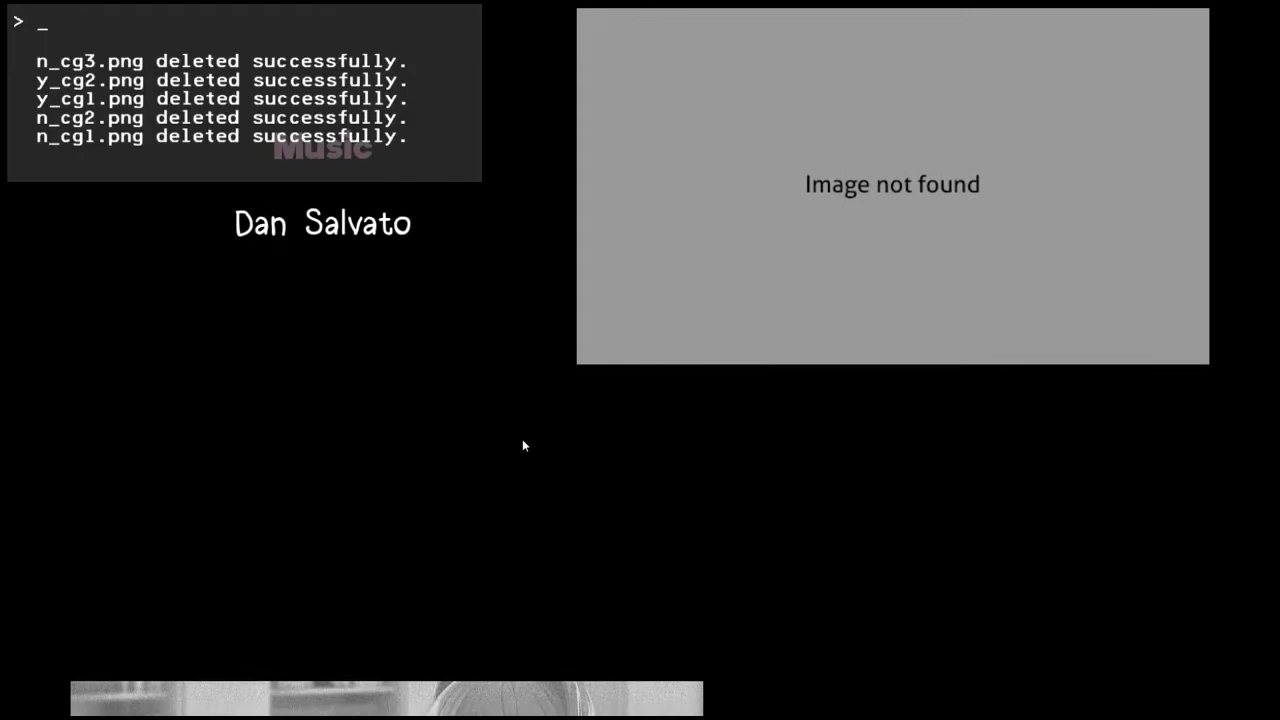 > _
n_cg3.png deleted successfully.
y_cg2.png deleted successfully.
y_cg1.png deleted successfully.
n_cg2.png deleted successfully.
n_cg1.png deleted successfully.
Music
Dan Salvato
Image not found